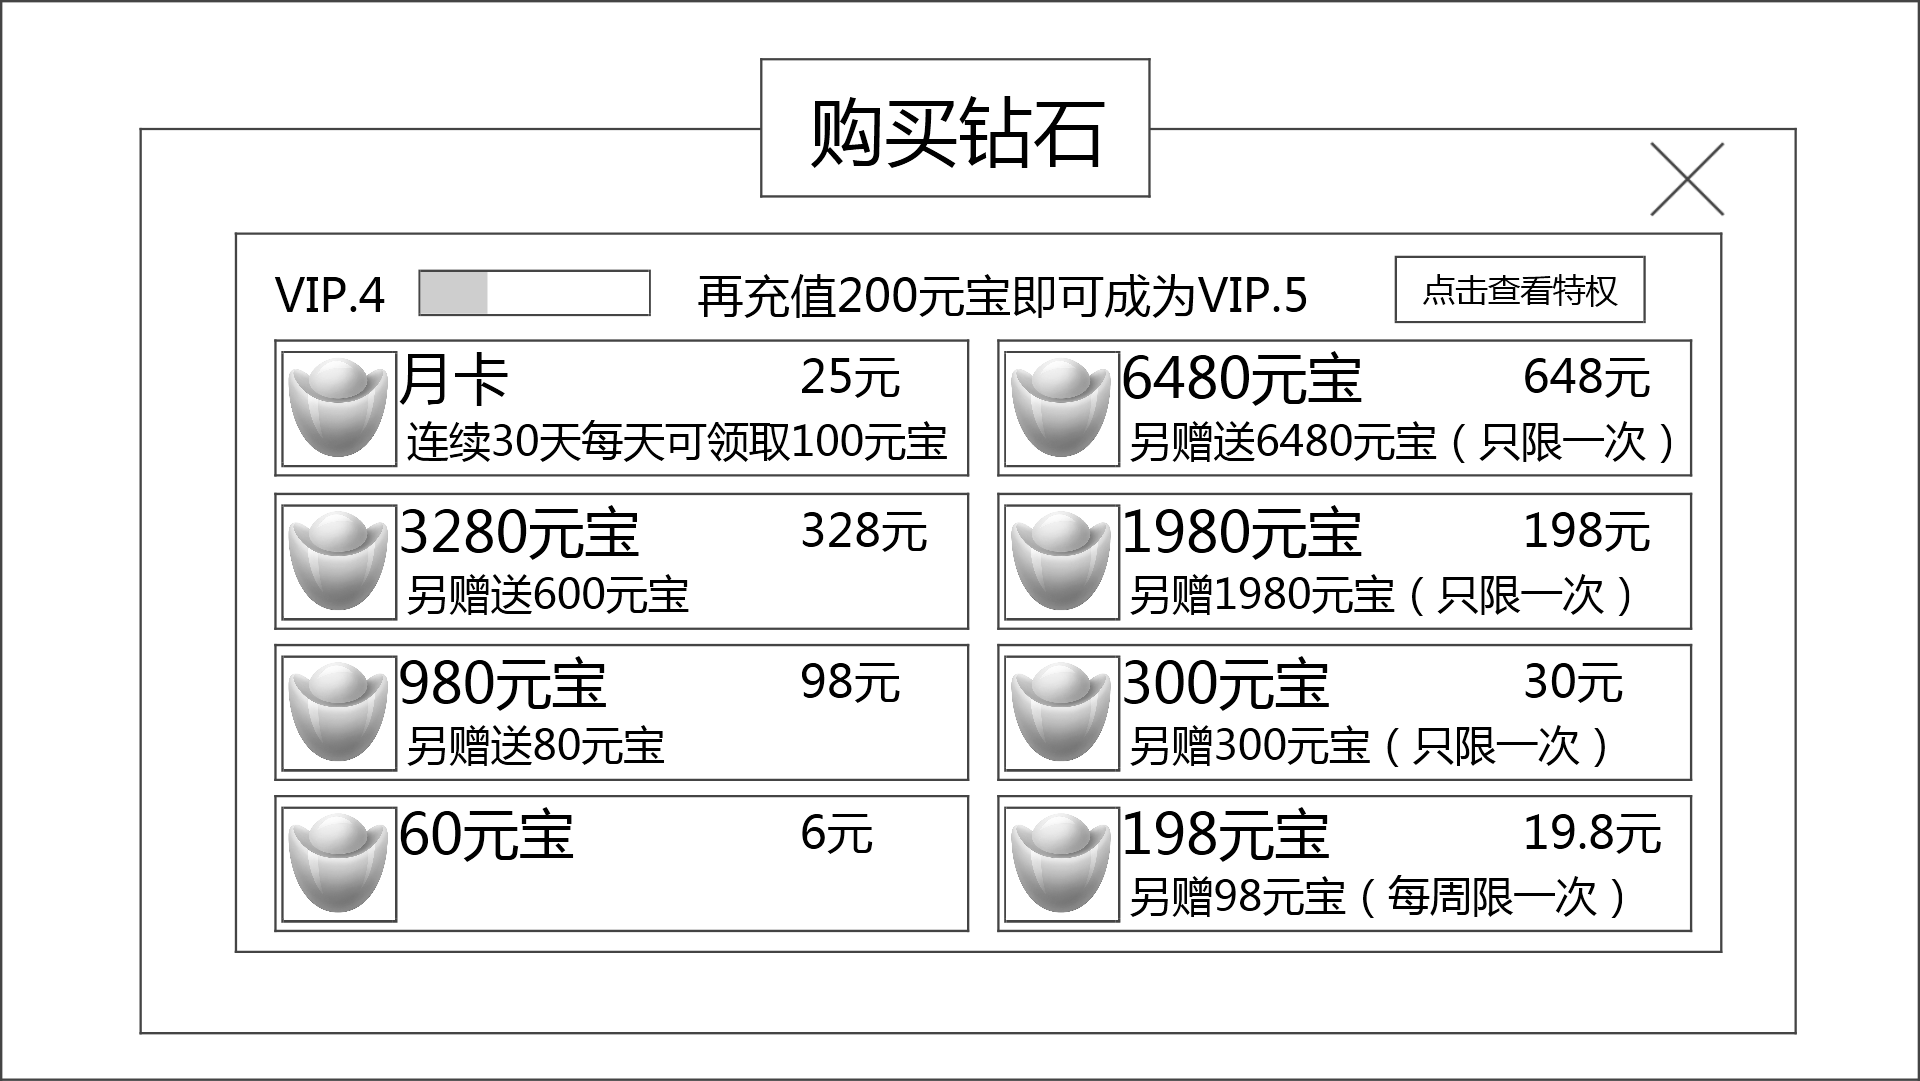 购买钻石
VIP.4
再充值200元宝即可成为VIP.5
点击查看特权
月卡 25元
连续30天每天可领取100元宝
6480元宝 648元
另赠送6480元宝（只限一次）
3280元宝 328元
另赠送600元宝
1980元宝 198元
另赠1980元宝（只限一次）
980元宝 98元
另赠送80元宝
300元宝 30元
另赠300元宝（只限一次）
60元宝 6元
198元宝 19.8元
另赠98元宝（每周限一次）